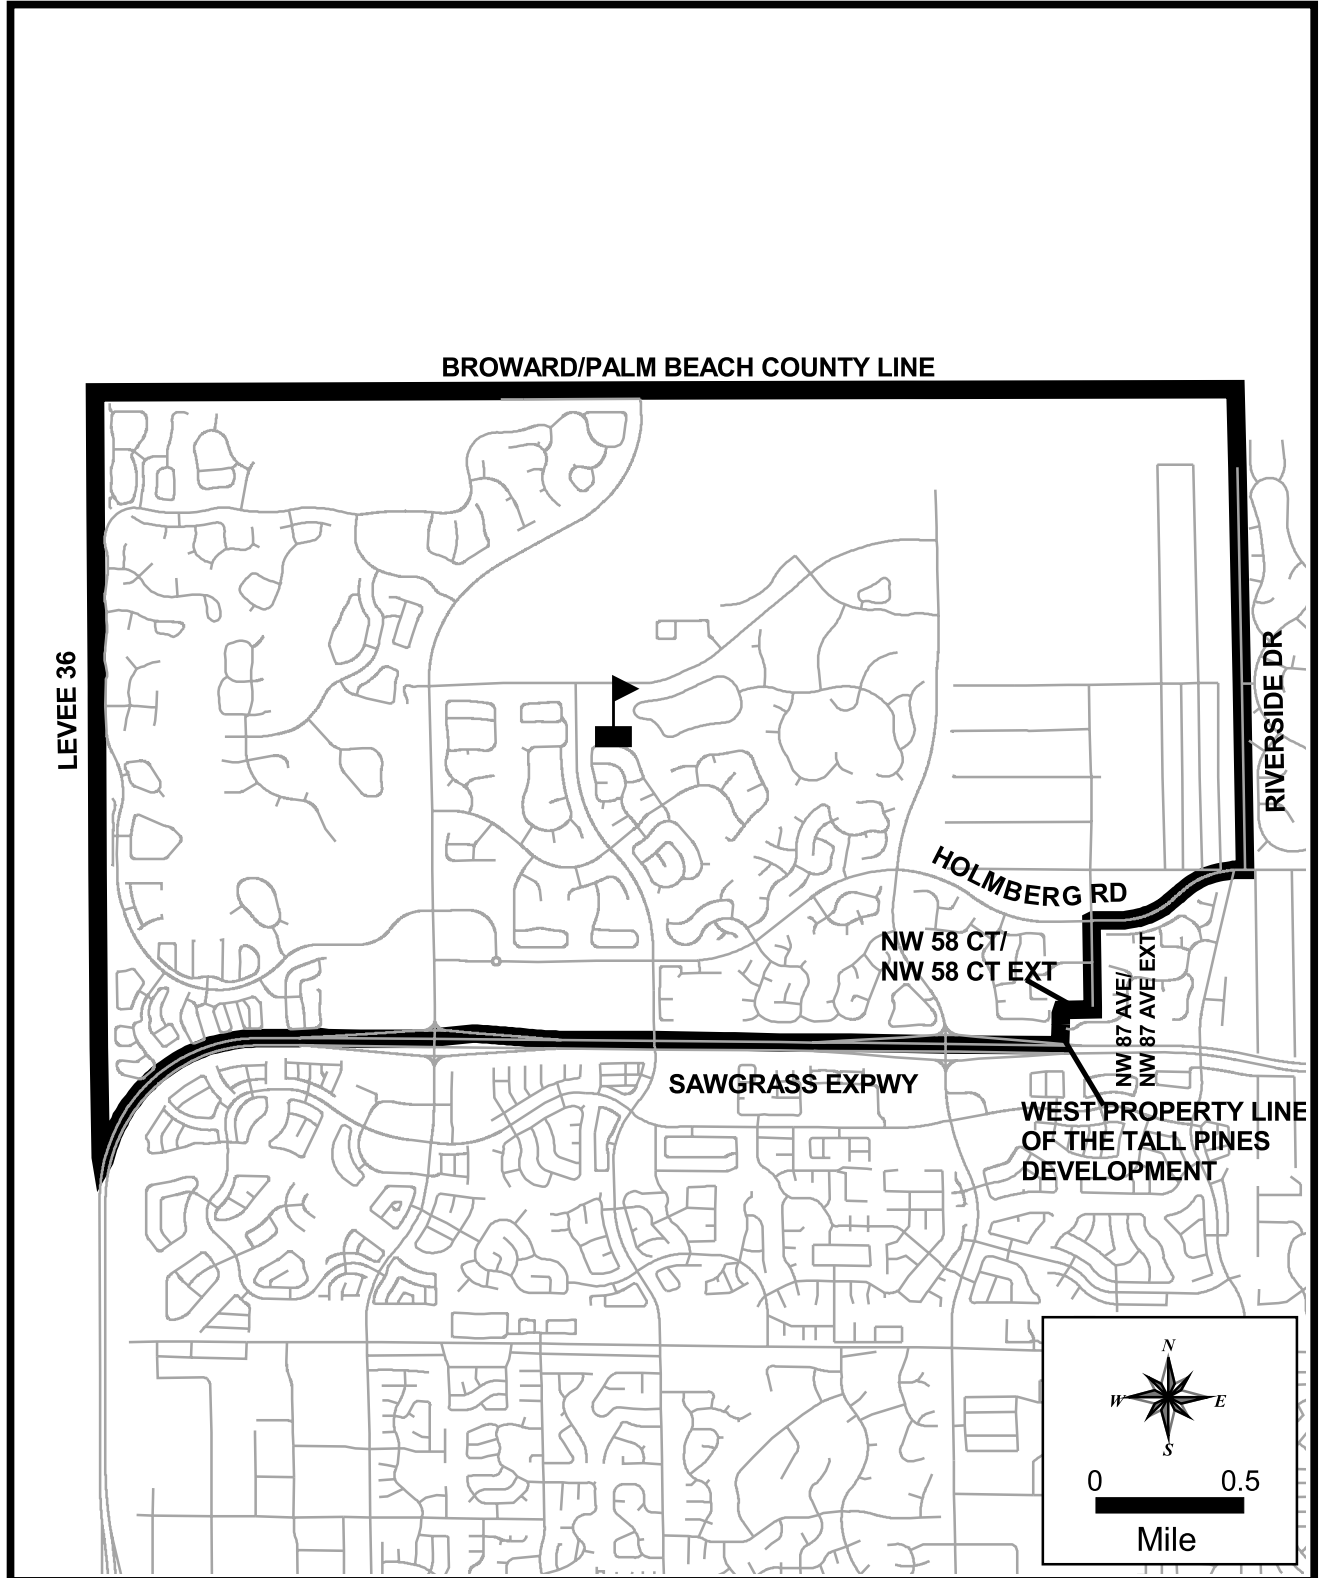 BROWARD/PALM BEACH COUNTY LINE
LEVEE 36
RIVERSIDE DR
HOLMBERG RD
NW 58 CT/
NW 58 CT EXT
NW 87 AVE/
NW 87 AVE EXT
SAWGRASS EXPWY
WEST PROPERTY LINE
OF THE TALL PINES
DEVELOPMENT
N
W E
S
0 0.5
Mile